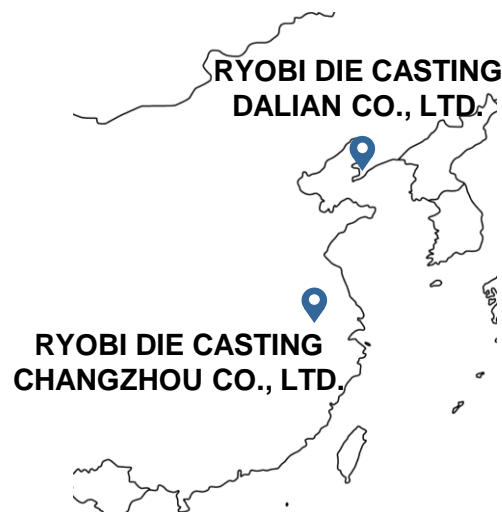 RYOBI DIE CASTING
DALIAN CO., LTD.
RYOBI DIE CASTING
CHANGZHOU CO., LTD.